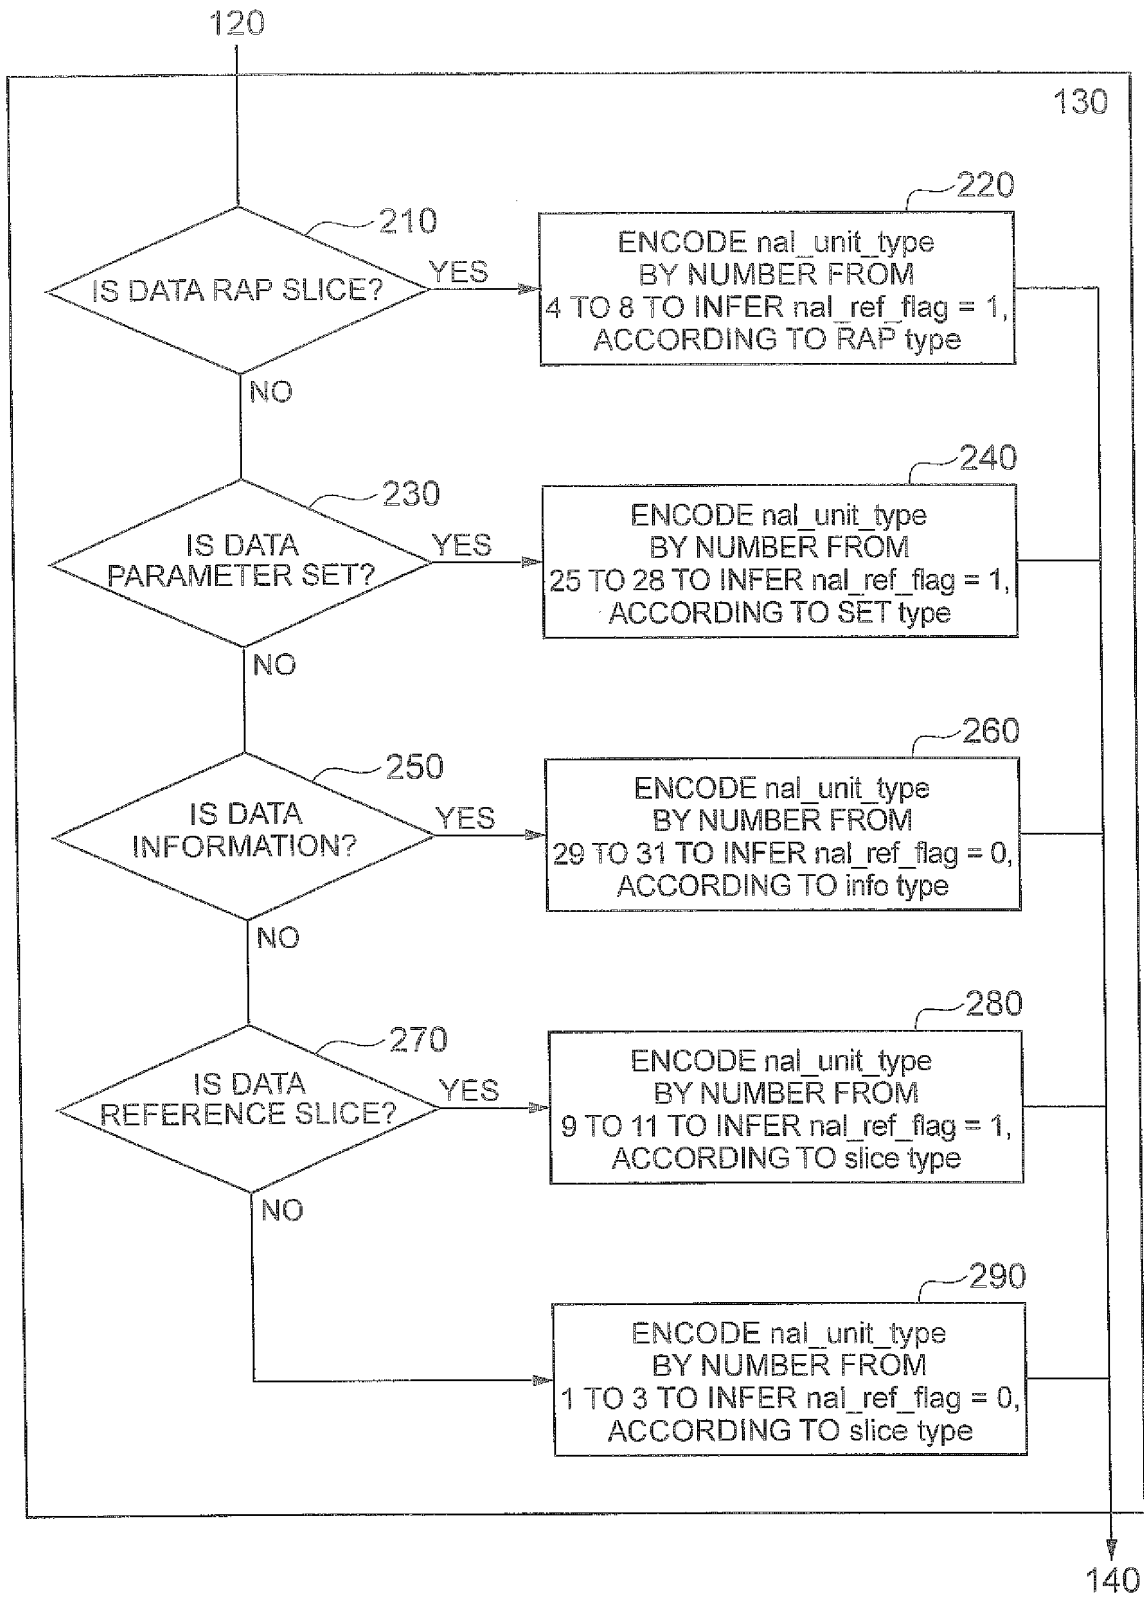 120
130
210
IS DATA RAP SLICE?
YES
NO
220
ENCODE nal_unit_type
BY NUMBER FROM
4 TO 8 TO INFER nal_ref_flag = 1,
ACCORDING TO RAP type
230
IS DATA
PARAMETER SET?
YES
NO
240
ENCODE nal_unit_type
BY NUMBER FROM
25 TO 28 TO INFER nal_ref_flag = 1,
ACCORDING TO SET type
250
IS DATA
INFORMATION?
YES
NO
260
ENCODE nal_unit_type
BY NUMBER FROM
29 TO 31 TO INFER nal_ref_flag = 0,
ACCORDING TO info type
270
IS DATA
REFERENCE SLICE?
YES
NO
280
ENCODE nal_unit_type
BY NUMBER FROM
9 TO 11 TO INFER nal_ref_flag = 1,
ACCORDING TO slice type
290
ENCODE nal_unit_type
BY NUMBER FROM
1 TO 3 TO INFER nal_ref_flag = 0,
ACCORDING TO slice type
140